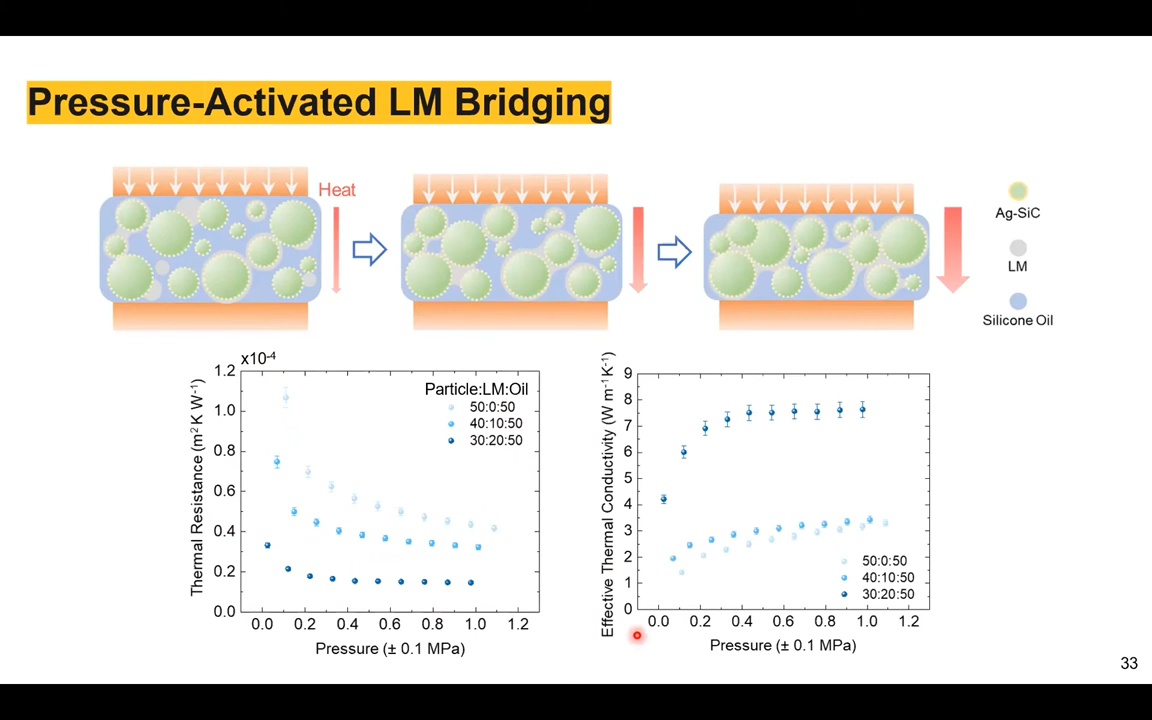 Pressure-Activated LM Bridging
Heat
Ag-SiC
LM
Silicone Oil
x10-4
Thermal Resistance (m2 K W-1)
1.2
1.0
0.8
0.6
0.4
0.2
0.0
Particle:LM:Oil
50:0:50
40:10:50
30:20:50
0.0 0.2 0.4 0.6 0.8 1.0 1.2
Pressure (± 0.1 MPa)
Effective Thermal Conductivity (W m-1 K-1)
9
8
7
6
5
4
3
2
1
0
50:0:50
40:10:50
30:20:50
0.0 0.2 0.4 0.6 0.8 1.0 1.2
Pressure (± 0.1 MPa)
33